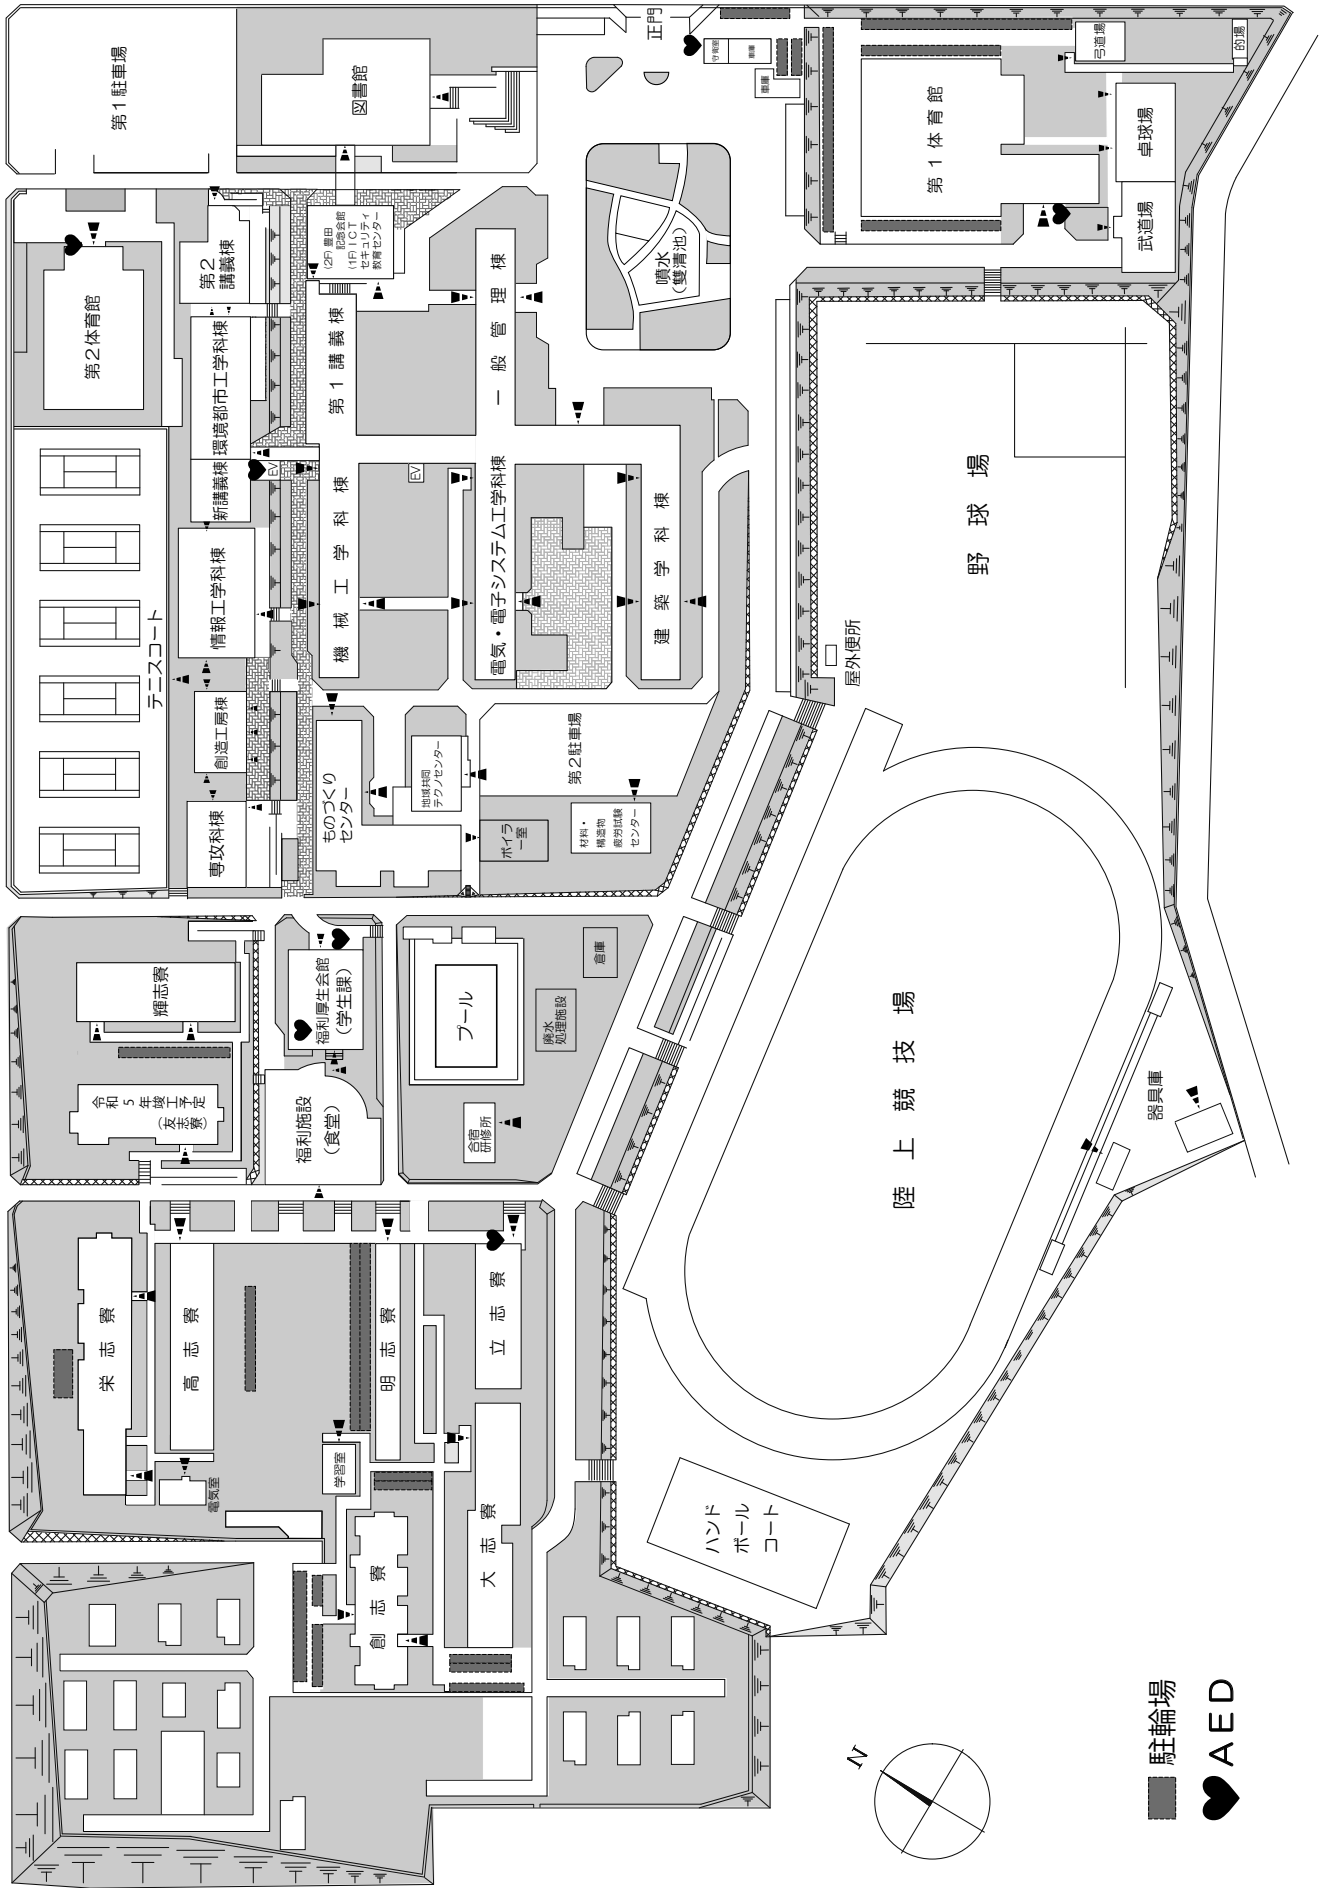 第1駐車場
図書館
正門
守衛室
車庫
車庫
弓道場
的場
第1体育館
卓球場
武道場
第2体育館
第2
講義棟
(2F) 豊田
記念会館
(1F) ICT
セキュリティ
教育センター
噴水
(雙清池)
環境都市工学科棟
第1講義棟
一般管理棟
新講義棟
EV
EV
テニスコート
情報工学科棟
機械工学科棟
電気・電子システム工学科棟
建築学科棟
野球場
屋外便所
創造工房棟
専攻科棟
ものづくり
センター
地域共同
テクノセンター
第2駐車場
ボイラ
ー室
材料・
構造物
疲労試験
センター
輝志寮
福利厚生会館
(学生課)
プール
倉庫
廃水
処理施設
令和5年竣工予定
(友志寮)
福利施設
(食堂)
合宿
研修所
陸上競技場
器具庫
栄志寮
高志寮
明志寮
立志寮
電気室
学習室
創志寮
大志寮
ハンド
ボール
コート
N
駐輪場
AED